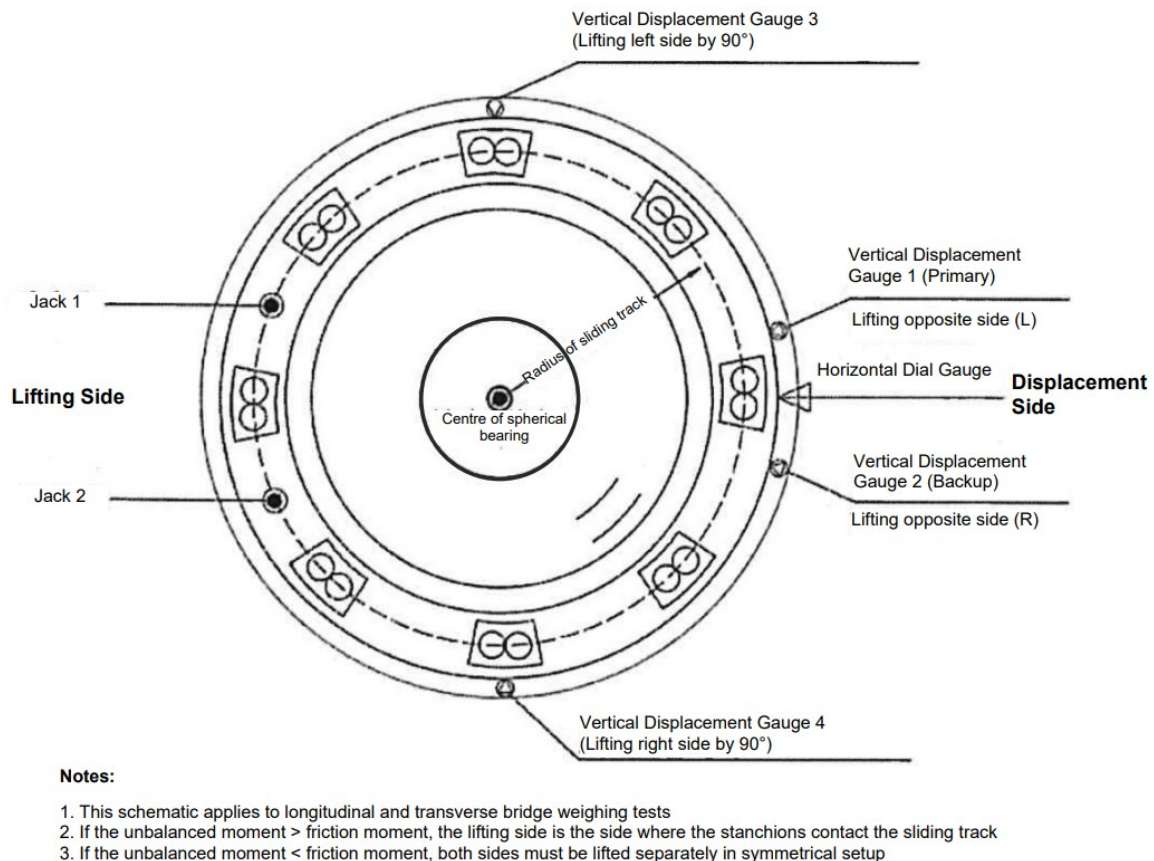 Vertical Displacement Gauge 3
(Lifting left side by 90°)
Vertical Displacement
Gauge 1 (Primary)
Jack 1
Radius of sliding track
Lifting opposite side (L)
Horizontal Dial Gauge
Lifting Side
Displacement
Side
Centre of spherical
bearing
Vertical Displacement
Gauge 2 (Backup)
Jack 2
Lifting opposite side (R)
Vertical Displacement Gauge 4
(Lifting right side by 90°)
Notes:
1. This schematic applies to longitudinal and transverse bridge weighing tests
2. If the unbalanced moment > friction moment, the lifting side is the side where the stanchions contact the sliding track
3. If the unbalanced moment < friction moment, both sides must be lifted separately in symmetrical setup